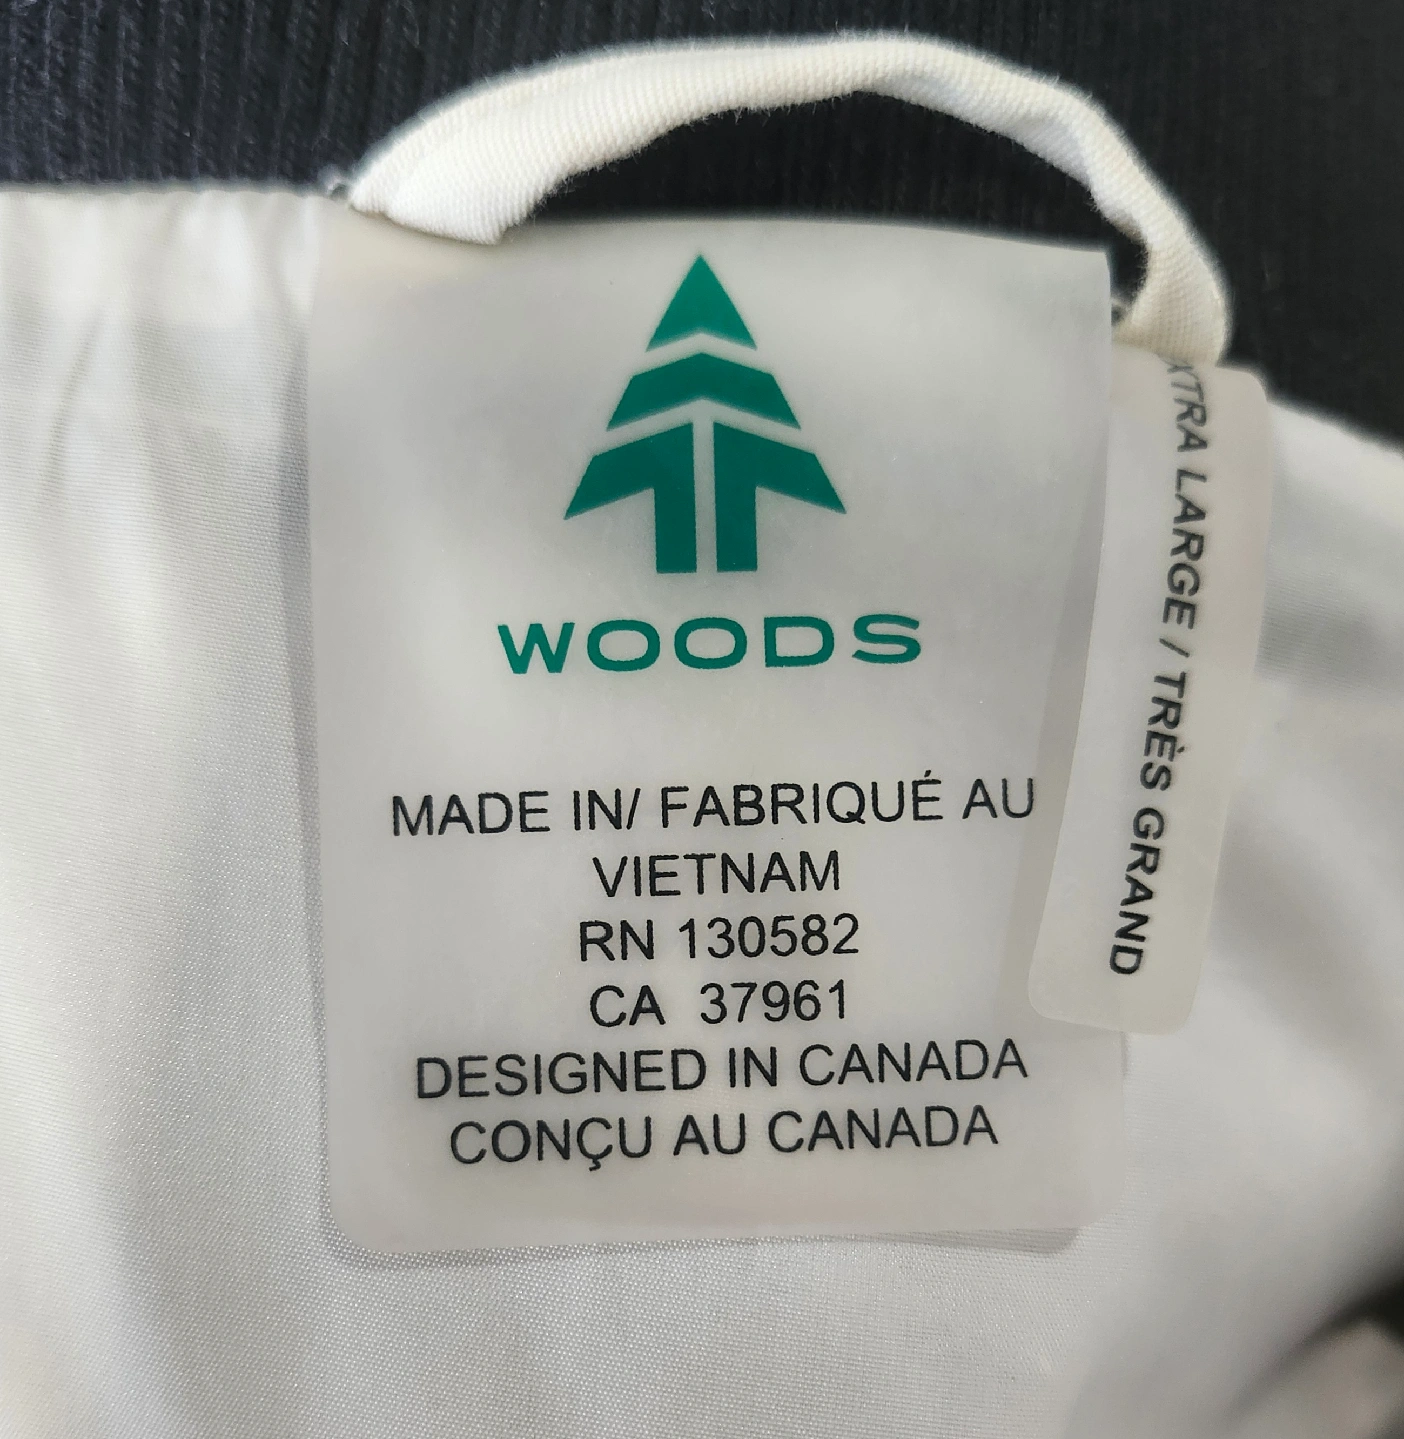 WOODS
MADE IN/ FABRIQUÉ AU
VIETNAM
RN 130582
CA 37961
DESIGNED IN CANADA
CONÇU AU CANADA
XTRA LARGE / TRÈS GRAND